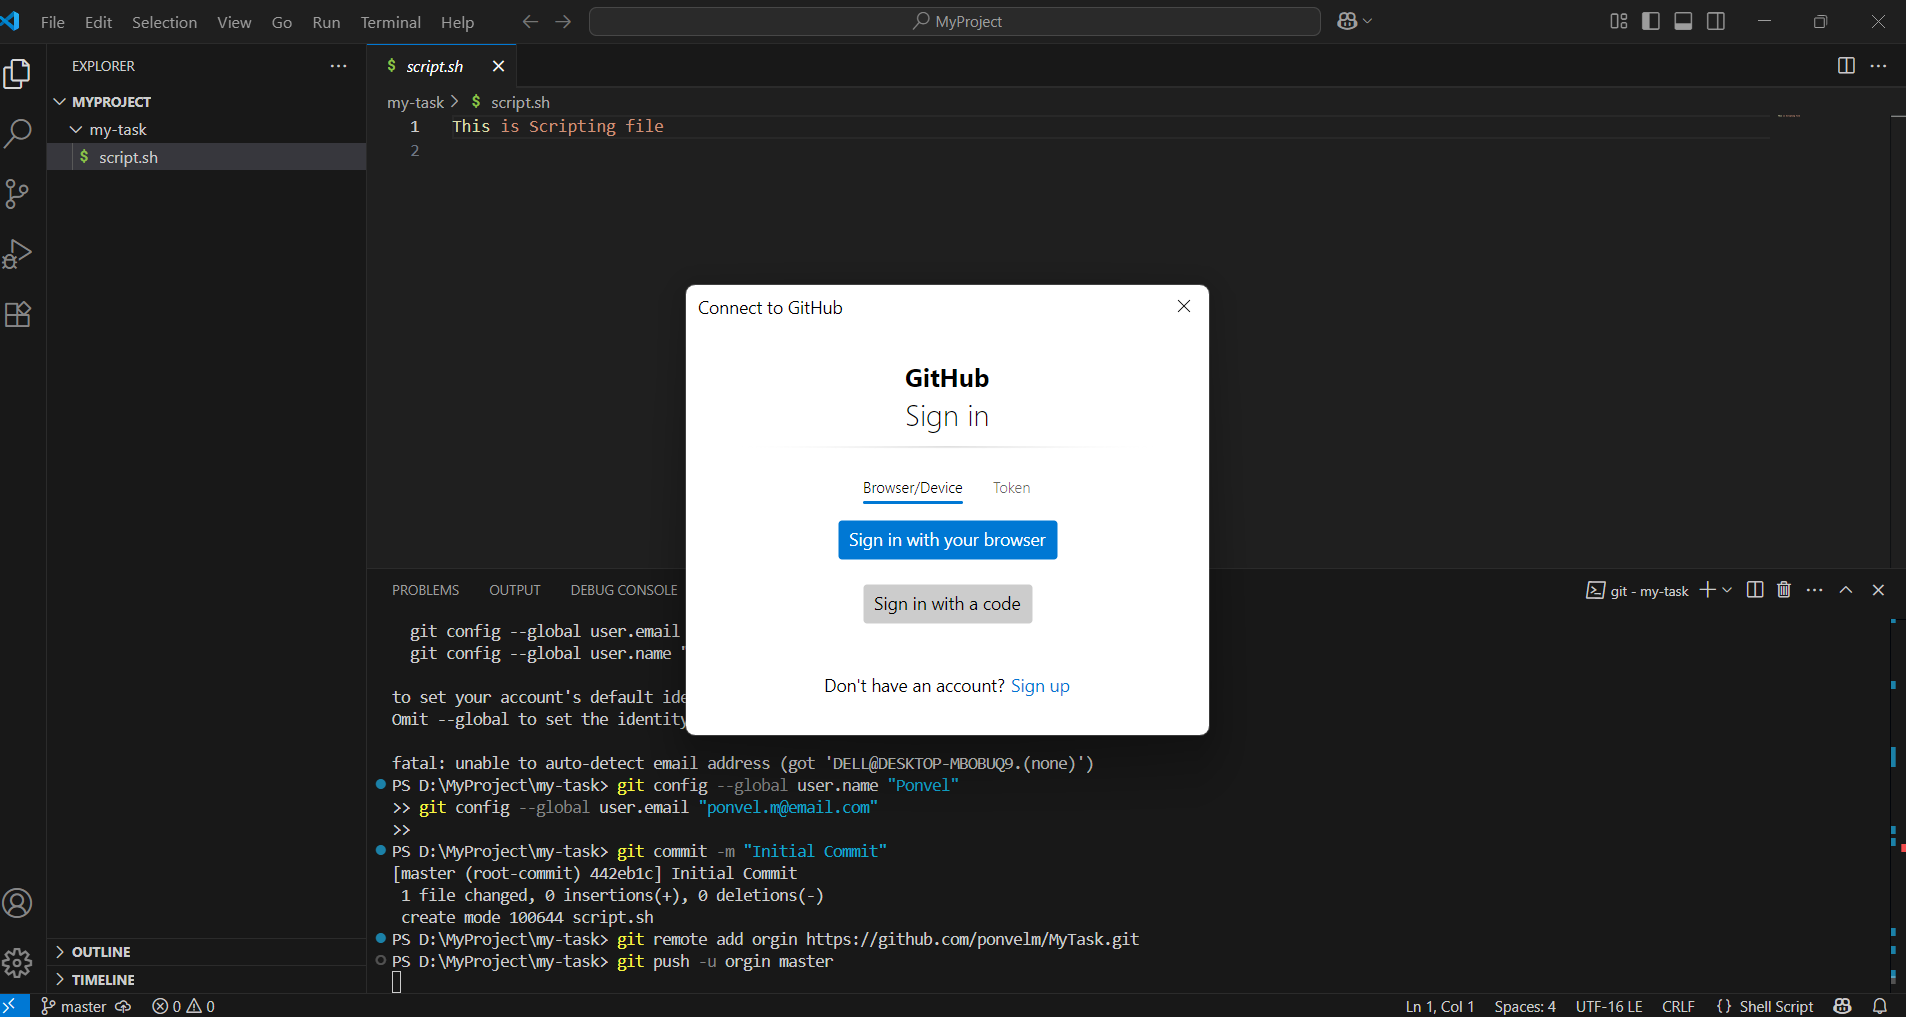 File Edit Selection View Go Run Terminal Help
MyProject
EXPLORER
MYPROJECT
my-task
$ script.sh
$ script.sh
my-task > $ script.sh
1 This is Scripting file
2
Connect to GitHub
GitHub
Sign in
Browser/Device Token
Sign in with your browser
Sign in with a code
Don't have an account? Sign up
PROBLEMS OUTPUT DEBUG CONSOLE
git - my-task
git config --global user.email
git config --global user.name "
to set your account's default ide
Omit --global to set the identity
fatal: unable to auto-detect email address (got 'DELL@DESKTOP-MBOBUQ9.(none)')
PS D:\MyProject\my-task> git config --global user.name "Ponvel"
>> git config --global user.email "ponvel.m@email.com"
>>
PS D:\MyProject\my-task> git commit -m "Initial Commit"
[master (root-commit) 442eb1c] Initial Commit
1 file changed, 0 insertions(+), 0 deletions(-)
create mode 100644 script.sh
PS D:\MyProject\my-task> git remote add orgin https://github.com/ponvelm/MyTask.git
PS D:\MyProject\my-task> git push -u orgin master
OUTLINE
TIMELINE
master 0 0
Ln 1, Col 1 Spaces: 4 UTF-16 LE CRLF {} Shell Script